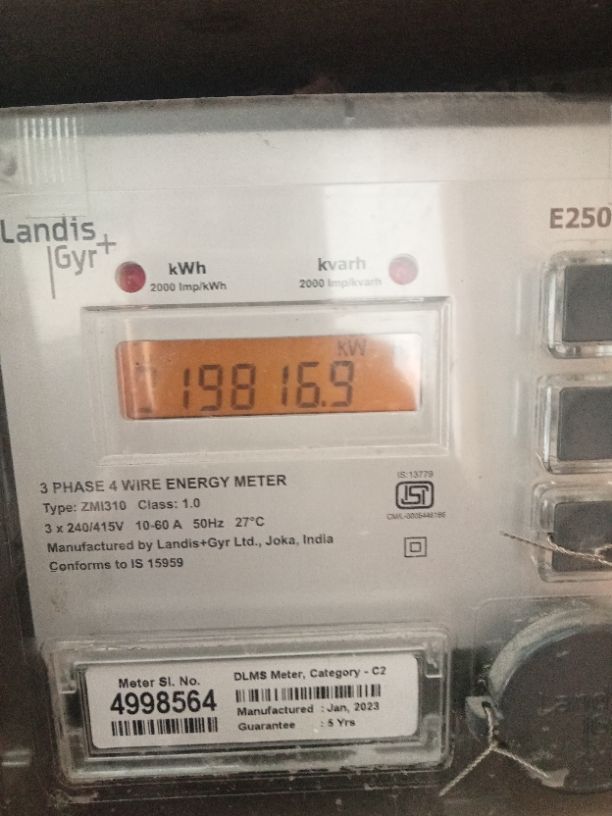 Landis
Gyr+
E250
kWh
2000 Imp/kWh
kvarh
2000 Imp/kvarh
kW
19816.9
3 PHASE 4 WIRE ENERGY METER
Type: ZMI310 Class: 1.0
3 x 240/415V 10-60 A 50Hz 27°C
Manufactured by Landis+Gyr Ltd., Joka, India
Conforms to IS 15959
IS:13779
ISI
Meter Sl. No.
4998564
DLMS Meter, Category - C2
Manufactured : Jan, 2023
Guarantee : 5 Yrs